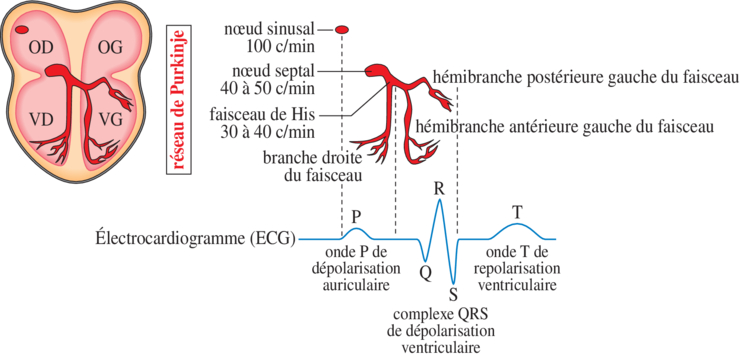 OD
OG
VD
VG
réseau de Purkinje
nœud sinusal
100 c/min
nœud septal
40 à 50 c/min
faisceau de His
30 à 40 c/min
branche droite
du faisceau
hémibranche postérieure gauche du faisceau
hémibranche antérieure gauche du faisceau
Électrocardiogramme (ECG)
P
Q
R
S
T
onde P de
dépolarisation
auriculaire
complexe QRS
de dépolarisation
ventriculaire
onde T de
repolarisation
ventriculaire